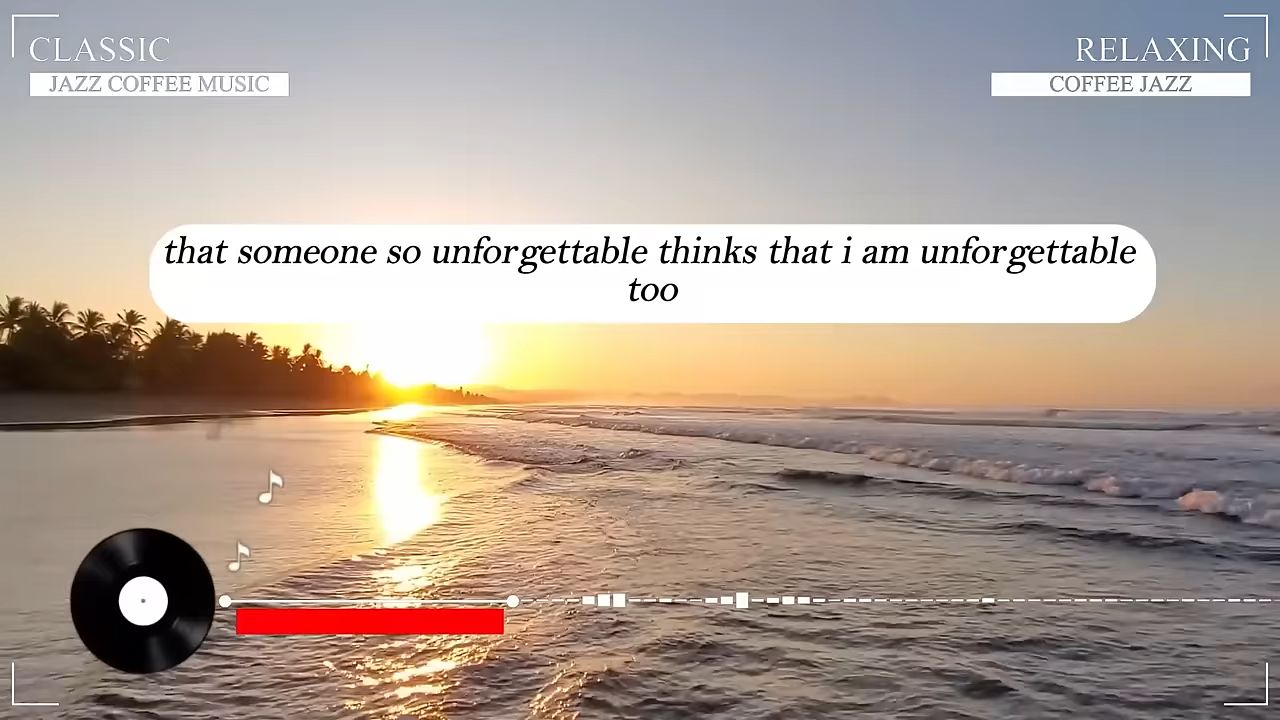 CLASSIC
JAZZ COFFEE MUSIC
RELAXING
COFFEE JAZZ
that someone so unforgettable thinks that i am unforgettable
too